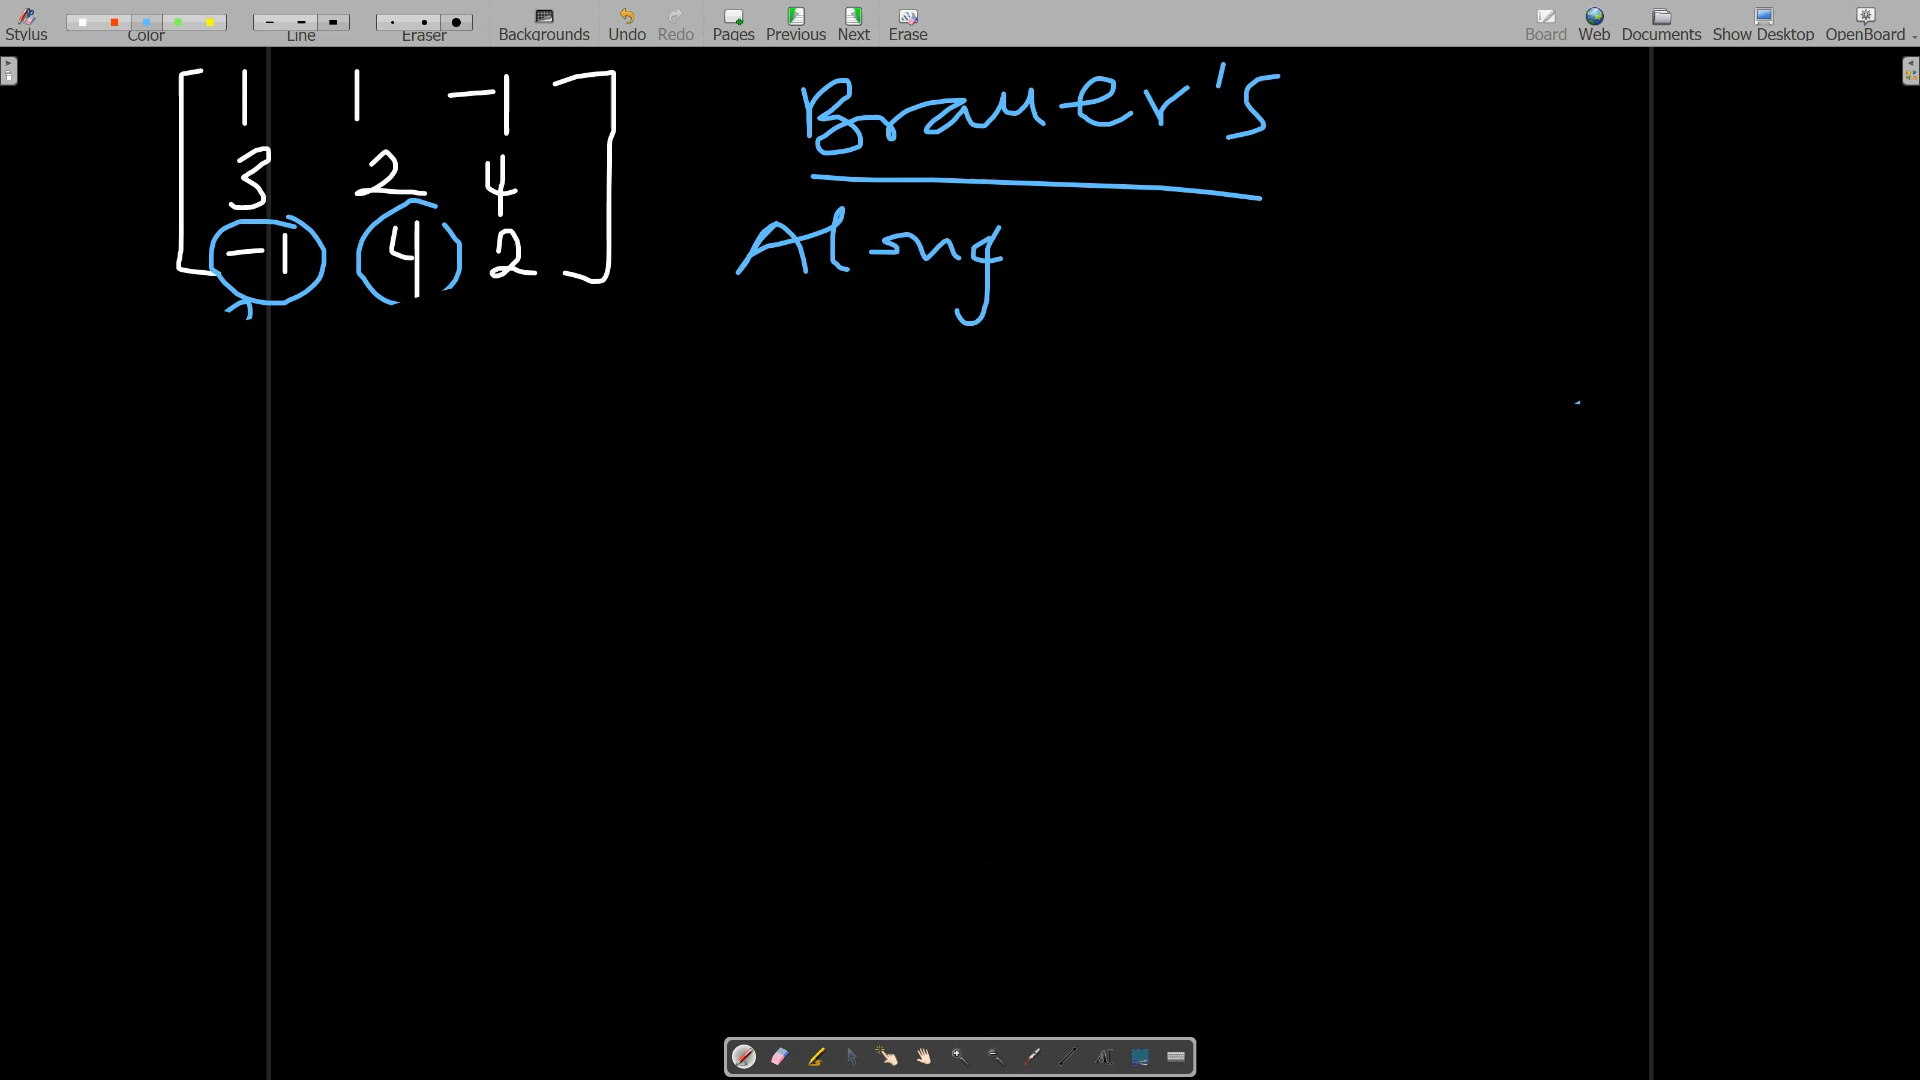 Stylus Color Line Eraser Backgrounds Undo Redo Pages Previous Next Erase Board Web Documents Show Desktop OpenBoard
1 1 -1
3 2 4
-1 4 2
Brauer's
Along